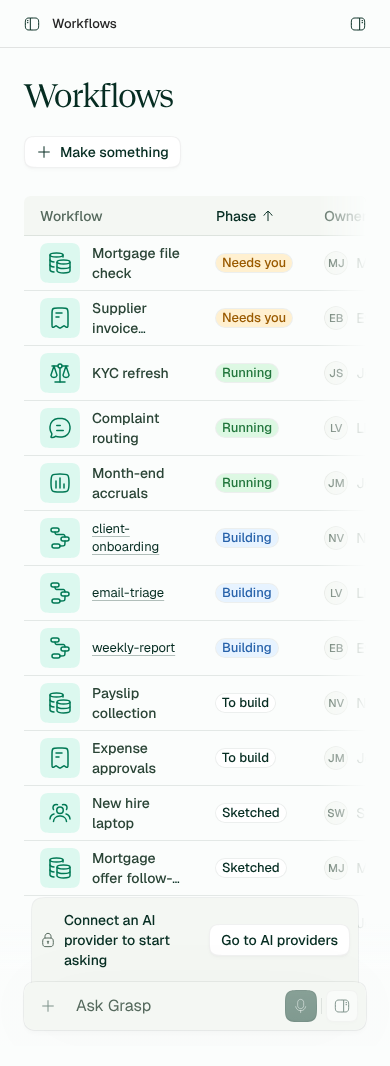 Workflows
Workflows
Make something
Workflow Phase ↑ Owne
Mortgage file
check
Needs you MJ M
Supplier
invoice…
Needs you EB E
KYC refresh Running JS J
Complaint
routing
Running LV L
Month-end
accruals
Running JM J
client-
onboarding
Building NV N
email-triage Building LV L
weekly-report Building EB E
Payslip
collection
To build NV N
Expense
approvals
To build JM J
New hire
laptop
Sketched SW S
Mortgage
offer follow-…
Sketched MJ M
Connect an AI
provider to start
asking
Go to AI providers
Ask Grasp